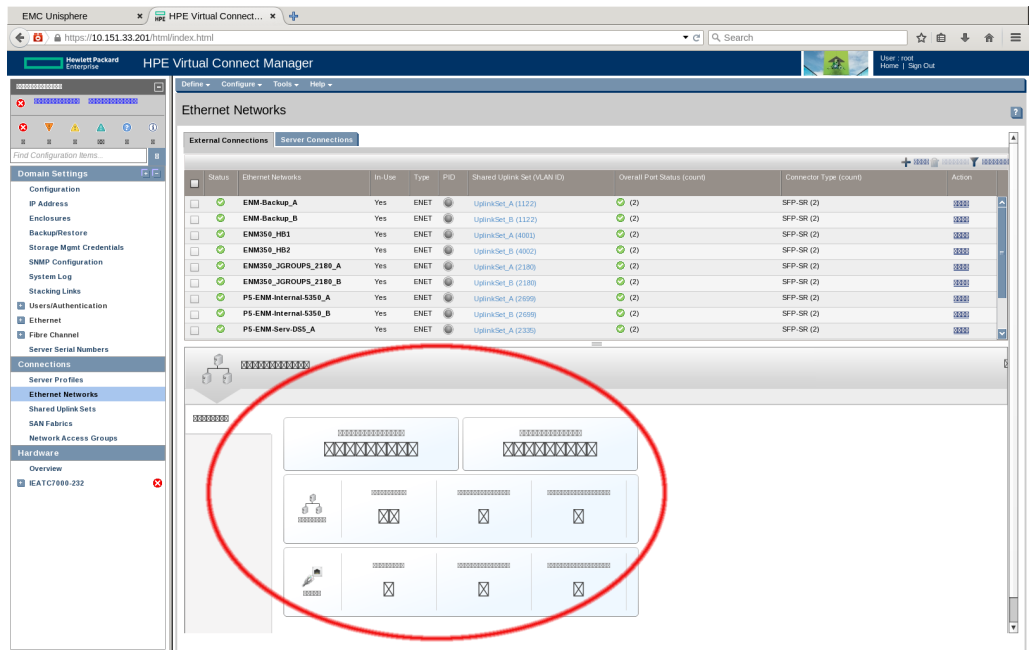 EMC Unisphere
HPE Virtual Connect...
https://10.151.33.201/html/index.html
Search
Hewlett Packard
Enterprise
HPE Virtual Connect Manager
User : root
Home | Sign Out
Define Configure Tools Help
Find Configuration Items...
Domain Settings
Configuration
IP Address
Enclosures
Backup/Restore
Storage Mgmt Credentials
SNMP Configuration
System Log
Stacking Links
Users/Authentication
Ethernet
Fibre Channel
Server Serial Numbers
Connections
Server Profiles
Ethernet Networks
Shared Uplink Sets
SAN Fabrics
Network Access Groups
Hardware
Overview
IEATC7000-232
Ethernet Networks
External Connections Server Connections
Status Ethernet Networks In-Use Type PID Shared Uplink Set (VLAN ID) Overall Port Status (count) Connector Type (count) Action
ENM-Backup_A Yes ENET UplinkSet_A (1122) (2) SFP-SR (2)
ENM-Backup_B Yes ENET UplinkSet_B (1122) (2) SFP-SR (2)
ENM350_HB1 Yes ENET UplinkSet_A (4001) (2) SFP-SR (2)
ENM350_HB2 Yes ENET UplinkSet_B (4002) (2) SFP-SR (2)
ENM350_JGROUPS_2180_A Yes ENET UplinkSet_A (2180) (2) SFP-SR (2)
ENM350_JGROUPS_2180_B Yes ENET UplinkSet_B (2180) (2) SFP-SR (2)
P5-ENM-Internal-5350_A Yes ENET UplinkSet_A (2699) (2) SFP-SR (2)
P5-ENM-Internal-5350_B Yes ENET UplinkSet_B (2699) (2) SFP-SR (2)
P5-ENM-Serv-DS5_A Yes ENET UplinkSet_A (2335) (2) SFP-SR (2)